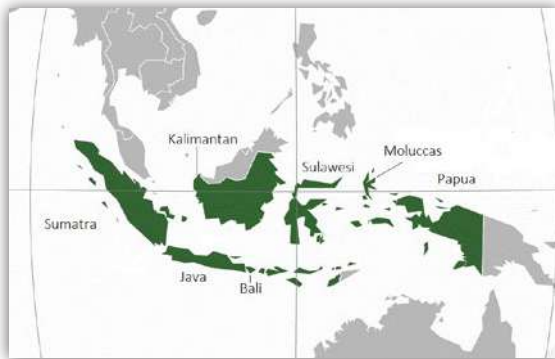 Kalimantan
Moluccas
Sulawesi
Papua
Sumatra
Java
Bali